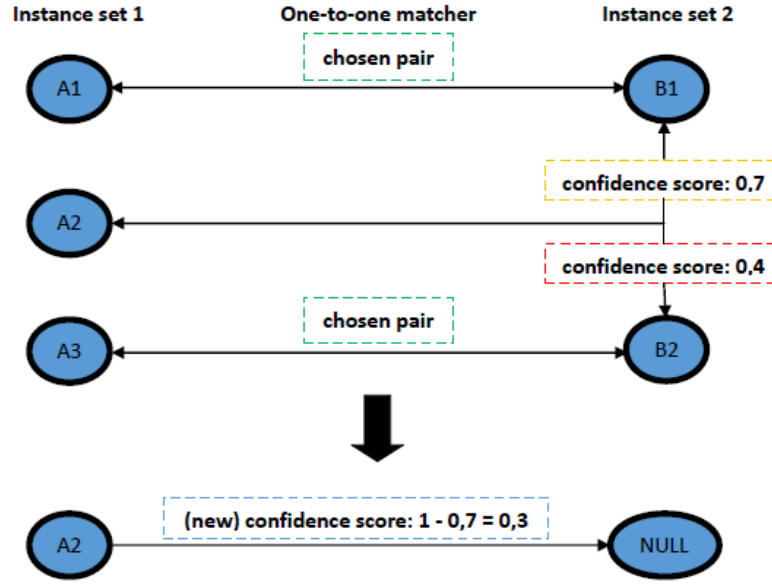 Instance set 1 One-to-one matcher Instance set 2
chosen pair
A1 B1
confidence score: 0,7
A2
confidence score: 0,4
chosen pair
A3 B2
(new) confidence score: 1 - 0,7 = 0,3
A2 NULL